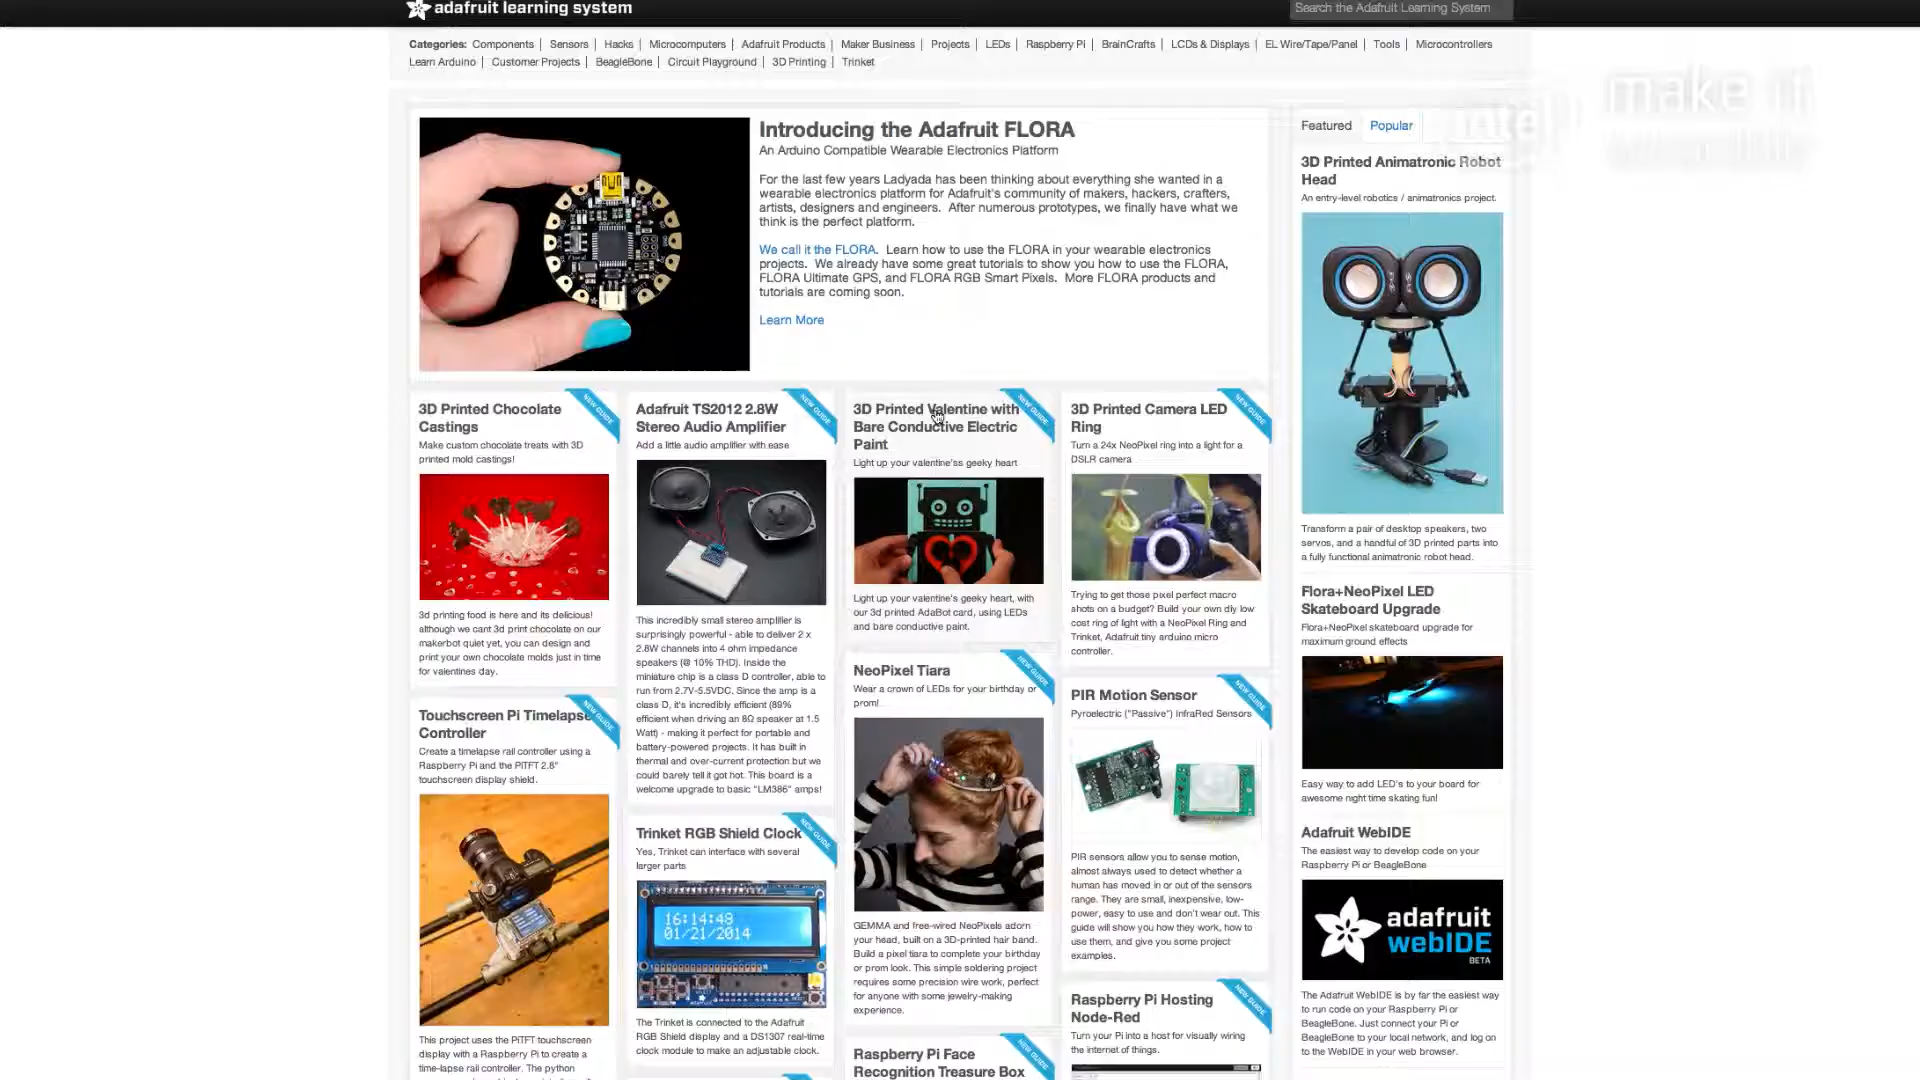 adafruit learning system
Search the Adafruit Learning System
Categories: Components | Sensors | Hacks | Microcomputers | Adafruit Products | Maker Business | Projects | LEDs | Raspberry Pi | BrainCrafts | LCDs & Displays | EL Wire/Tape/Panel | Tools | Microcontrollers
Learn Arduino | Customer Projects | BeagleBone | Circuit Playground | 3D Printing | Trinket
make it
Introducing the Adafruit FLORA
An Arduino Compatible Wearable Electronics Platform
For the last few years Ladyada has been thinking about everything she wanted in a
wearable electronics platform for Adafruit's community of makers, hackers, crafters,
artists, designers and engineers. After numerous prototypes, we finally have what we
think is the perfect platform.
We call it the FLORA. Learn how to use the FLORA in your wearable electronics
projects. We already have some great tutorials to show you how to use the FLORA,
FLORA Ultimate GPS, and FLORA RGB Smart Pixels. More FLORA products and
tutorials are coming soon.
Learn More
3D Printed Chocolate
Castings
NEW GUIDE
Make custom chocolate treats with 3D
printed mold castings!
3d printing food is here and its delicious!
although we cant 3d print chocolate on our
makerbot quiet yet, you can design and
print your own chocolate molds just in time
for valentines day.
Touchscreen Pi Timelapse
Controller
NEW GUIDE
Create a timelapse rail controller using a
Raspberry Pi and the PiTFT 2.8"
touchscreen display shield.
This project uses the PiTFT touchscreen
display with a Raspberry Pi to create a
time-lapse rail controller. The python
Adafruit TS2012 2.8W
Stereo Audio Amplifier
NEW GUIDE
Add a little audio amplifier with ease
This incredibly small stereo amplifier is
surprisingly powerful - able to deliver 2 x
2.8W channels into 4 ohm impedance
speakers (@ 10% THD). Inside the
miniature chip is a class D controller, able to
run from 2.7V-5.5VDC. Since the amp is a
class D, it's incredibly efficient (89%
efficient when driving an 8Ω speaker at 1.5
Watt) - making it perfect for portable and
battery-powered projects. It has built in
thermal and over-current protection but we
could barely tell it got hot. This board is a
welcome upgrade to basic "LM386" amps!
Trinket RGB Shield Clock
NEW GUIDE
Yes, Trinket can interface with several
larger parts
16:14:48
01/21/2014
The Trinket is connected to the Adafruit
RGB Shield display and a DS1307 real-time
clock module to make an adjustable clock.
3D Printed Valentine with
Bare Conductive Electric
Paint
NEW GUIDE
Light up your valentine'ss geeky heart
Light up your valentine's geeky heart, with
our 3d printed AdaBot card, using LEDs
and bare conductive paint.
NeoPixel Tiara
NEW GUIDE
Wear a crown of LEDs for your birthday or
prom!
GEMMA and free-wired NeoPixels adorn
your head, built on a 3D-printed hair band.
Build a pixel tiara to complete your birthday
or prom look. This simple soldering project
requires some precision wire work, perfect
for anyone with some jewelry-making
experience.
Raspberry Pi Face
Recognition Treasure Box
NEW GUIDE
3D Printed Camera LED
Ring
NEW GUIDE
Turn a 24x NeoPixel ring into a light for a
DSLR camera
Trying to get those pixel perfect macro
shots on a budget? Build your own diy low
cost ring of light with a NeoPixel Ring and
Trinket, Adafruit tiny arduino micro
controller.
PIR Motion Sensor
NEW GUIDE
Pyroelectric ("Passive") InfraRed Sensors
PIR sensors allow you to sense motion,
almost always used to detect whether a
human has moved in or out of the sensors
range. They are small, inexpensive, low-
power, easy to use and don't wear out. This
guide will show you how they work, how to
use them, and give you some project
examples.
Raspberry Pi Hosting
Node-Red
NEW GUIDE
Turn your Pi into a host for visually wiring
the internet of things.
Featured
Popular
3D Printed Animatronic Robot
Head
An entry-level robotics / animatronics project.
Transform a pair of desktop speakers, two
servos, and a handful of 3D printed parts into
a fully functional animatronic robot head.
Flora+NeoPixel LED
Skateboard Upgrade
Flora+NeoPixel skateboard upgrade for
maximum ground effects
Easy way to add LED's to your board for
awesome night time skating fun!
Adafruit WebIDE
The easiest way to develop code on your
Raspberry Pi or BeagleBone
adafruit
webIDE
BETA
The Adafruit WebIDE is by far the easiest way
to run code on your Raspberry Pi or
BeagleBone. Just connect your Pi or
BeagleBone to your local network, and log on
to the WebIDE in your web browser.